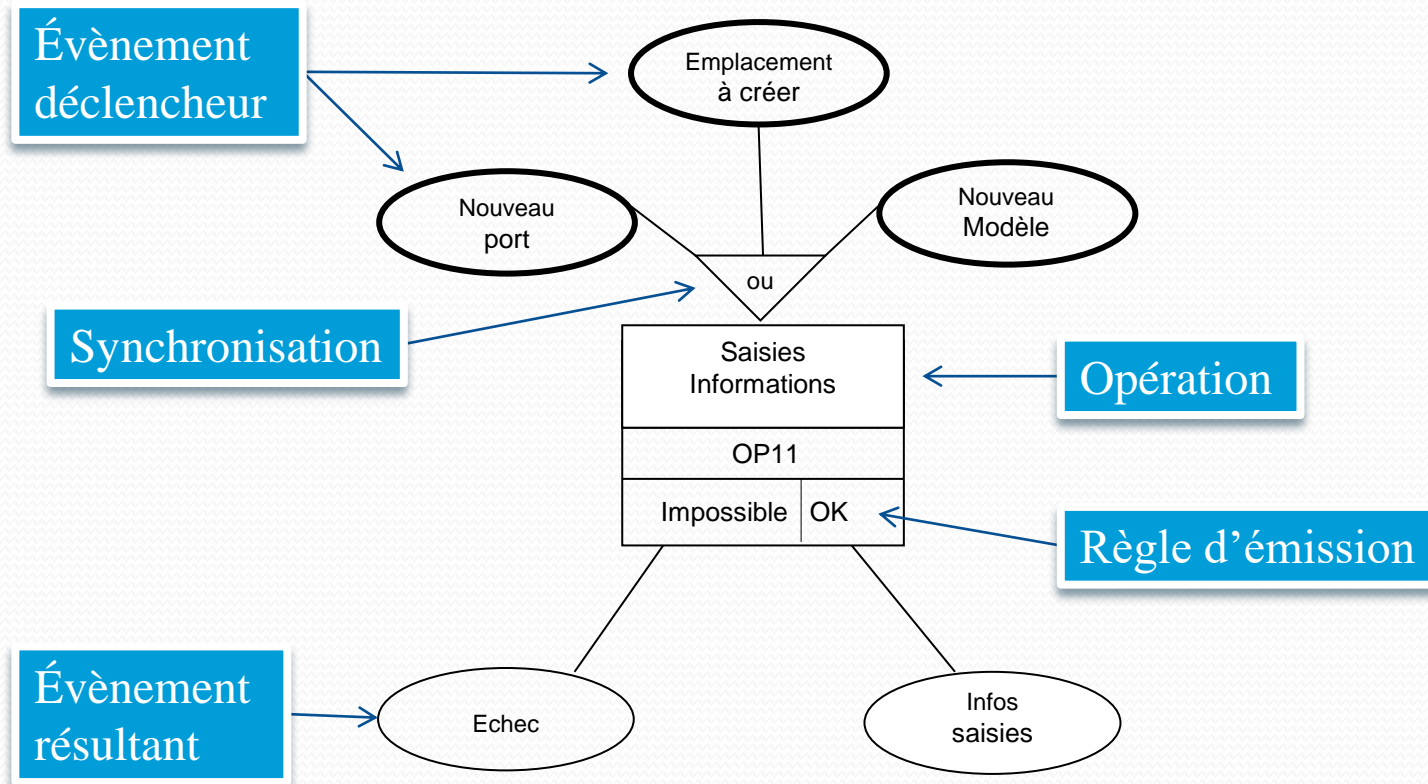 Évènement
déclencheur
Emplacement
à créer
Nouveau
port
Nouveau
Modèle
ou
Synchronisation
Saisies
Informations
Opération
OP11
Impossible
OK
Règle d’émission
Évènement
résultant
Echec
Infos
saisies